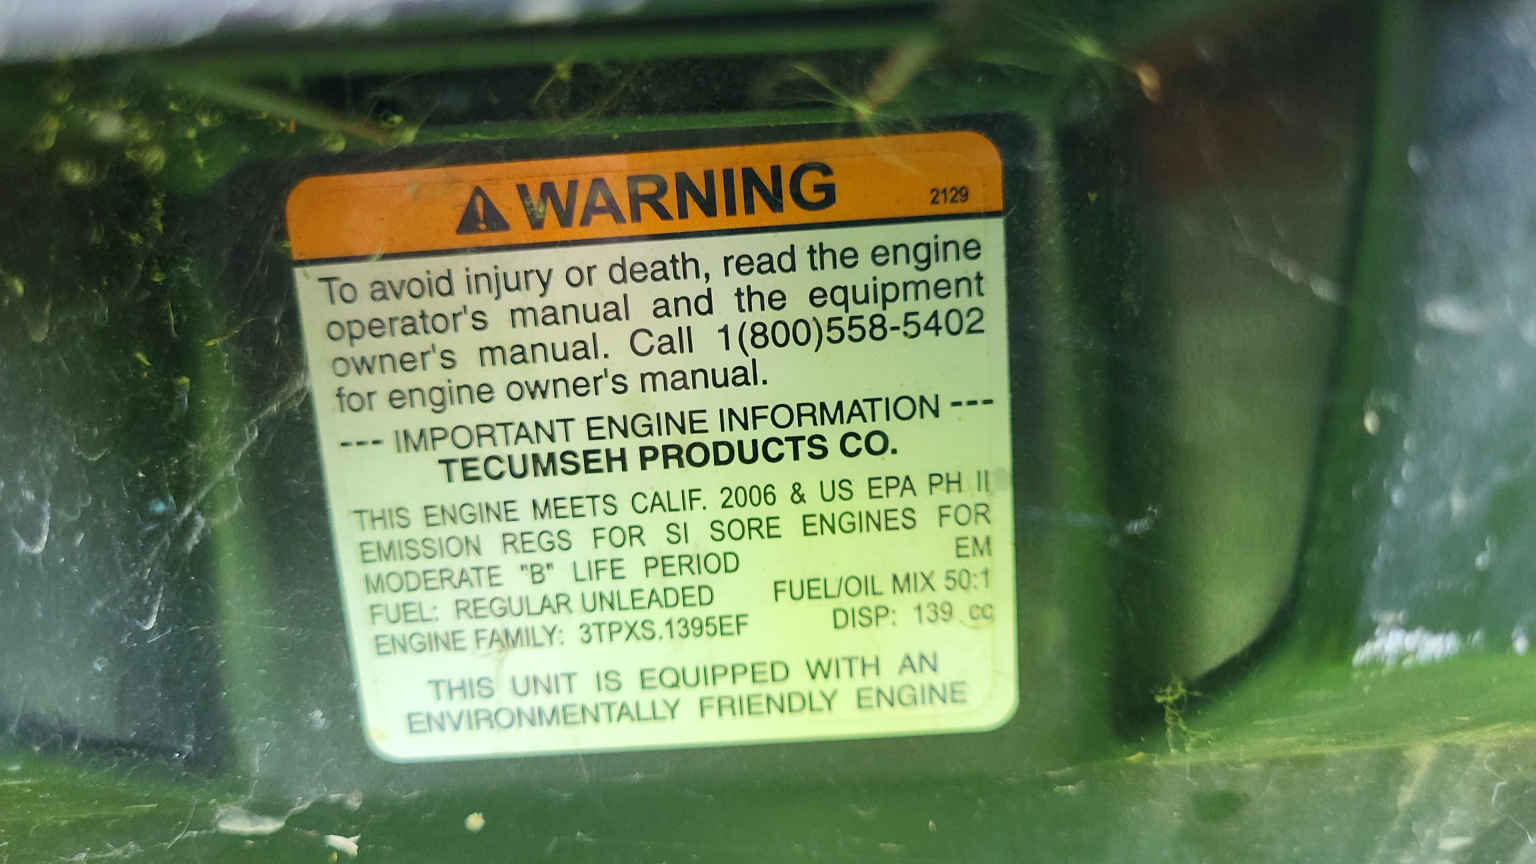 WARNING 2129
To avoid injury or death, read the engine
operator's manual and the equipment
owner's manual. Call 1(800)558-5402
for engine owner's manual.
--- IMPORTANT ENGINE INFORMATION ---
TECUMSEH PRODUCTS CO.
THIS ENGINE MEETS CALIF. 2006 & US EPA PH II
EMISSION REGS FOR SI SORE ENGINES FOR
MODERATE "B" LIFE PERIOD EM
FUEL: REGULAR UNLEADED FUEL/OIL MIX 50:1
ENGINE FAMILY: 3TPXS.1395EF DISP: 139 cc
THIS UNIT IS EQUIPPED WITH AN
ENVIRONMENTALLY FRIENDLY ENGINE